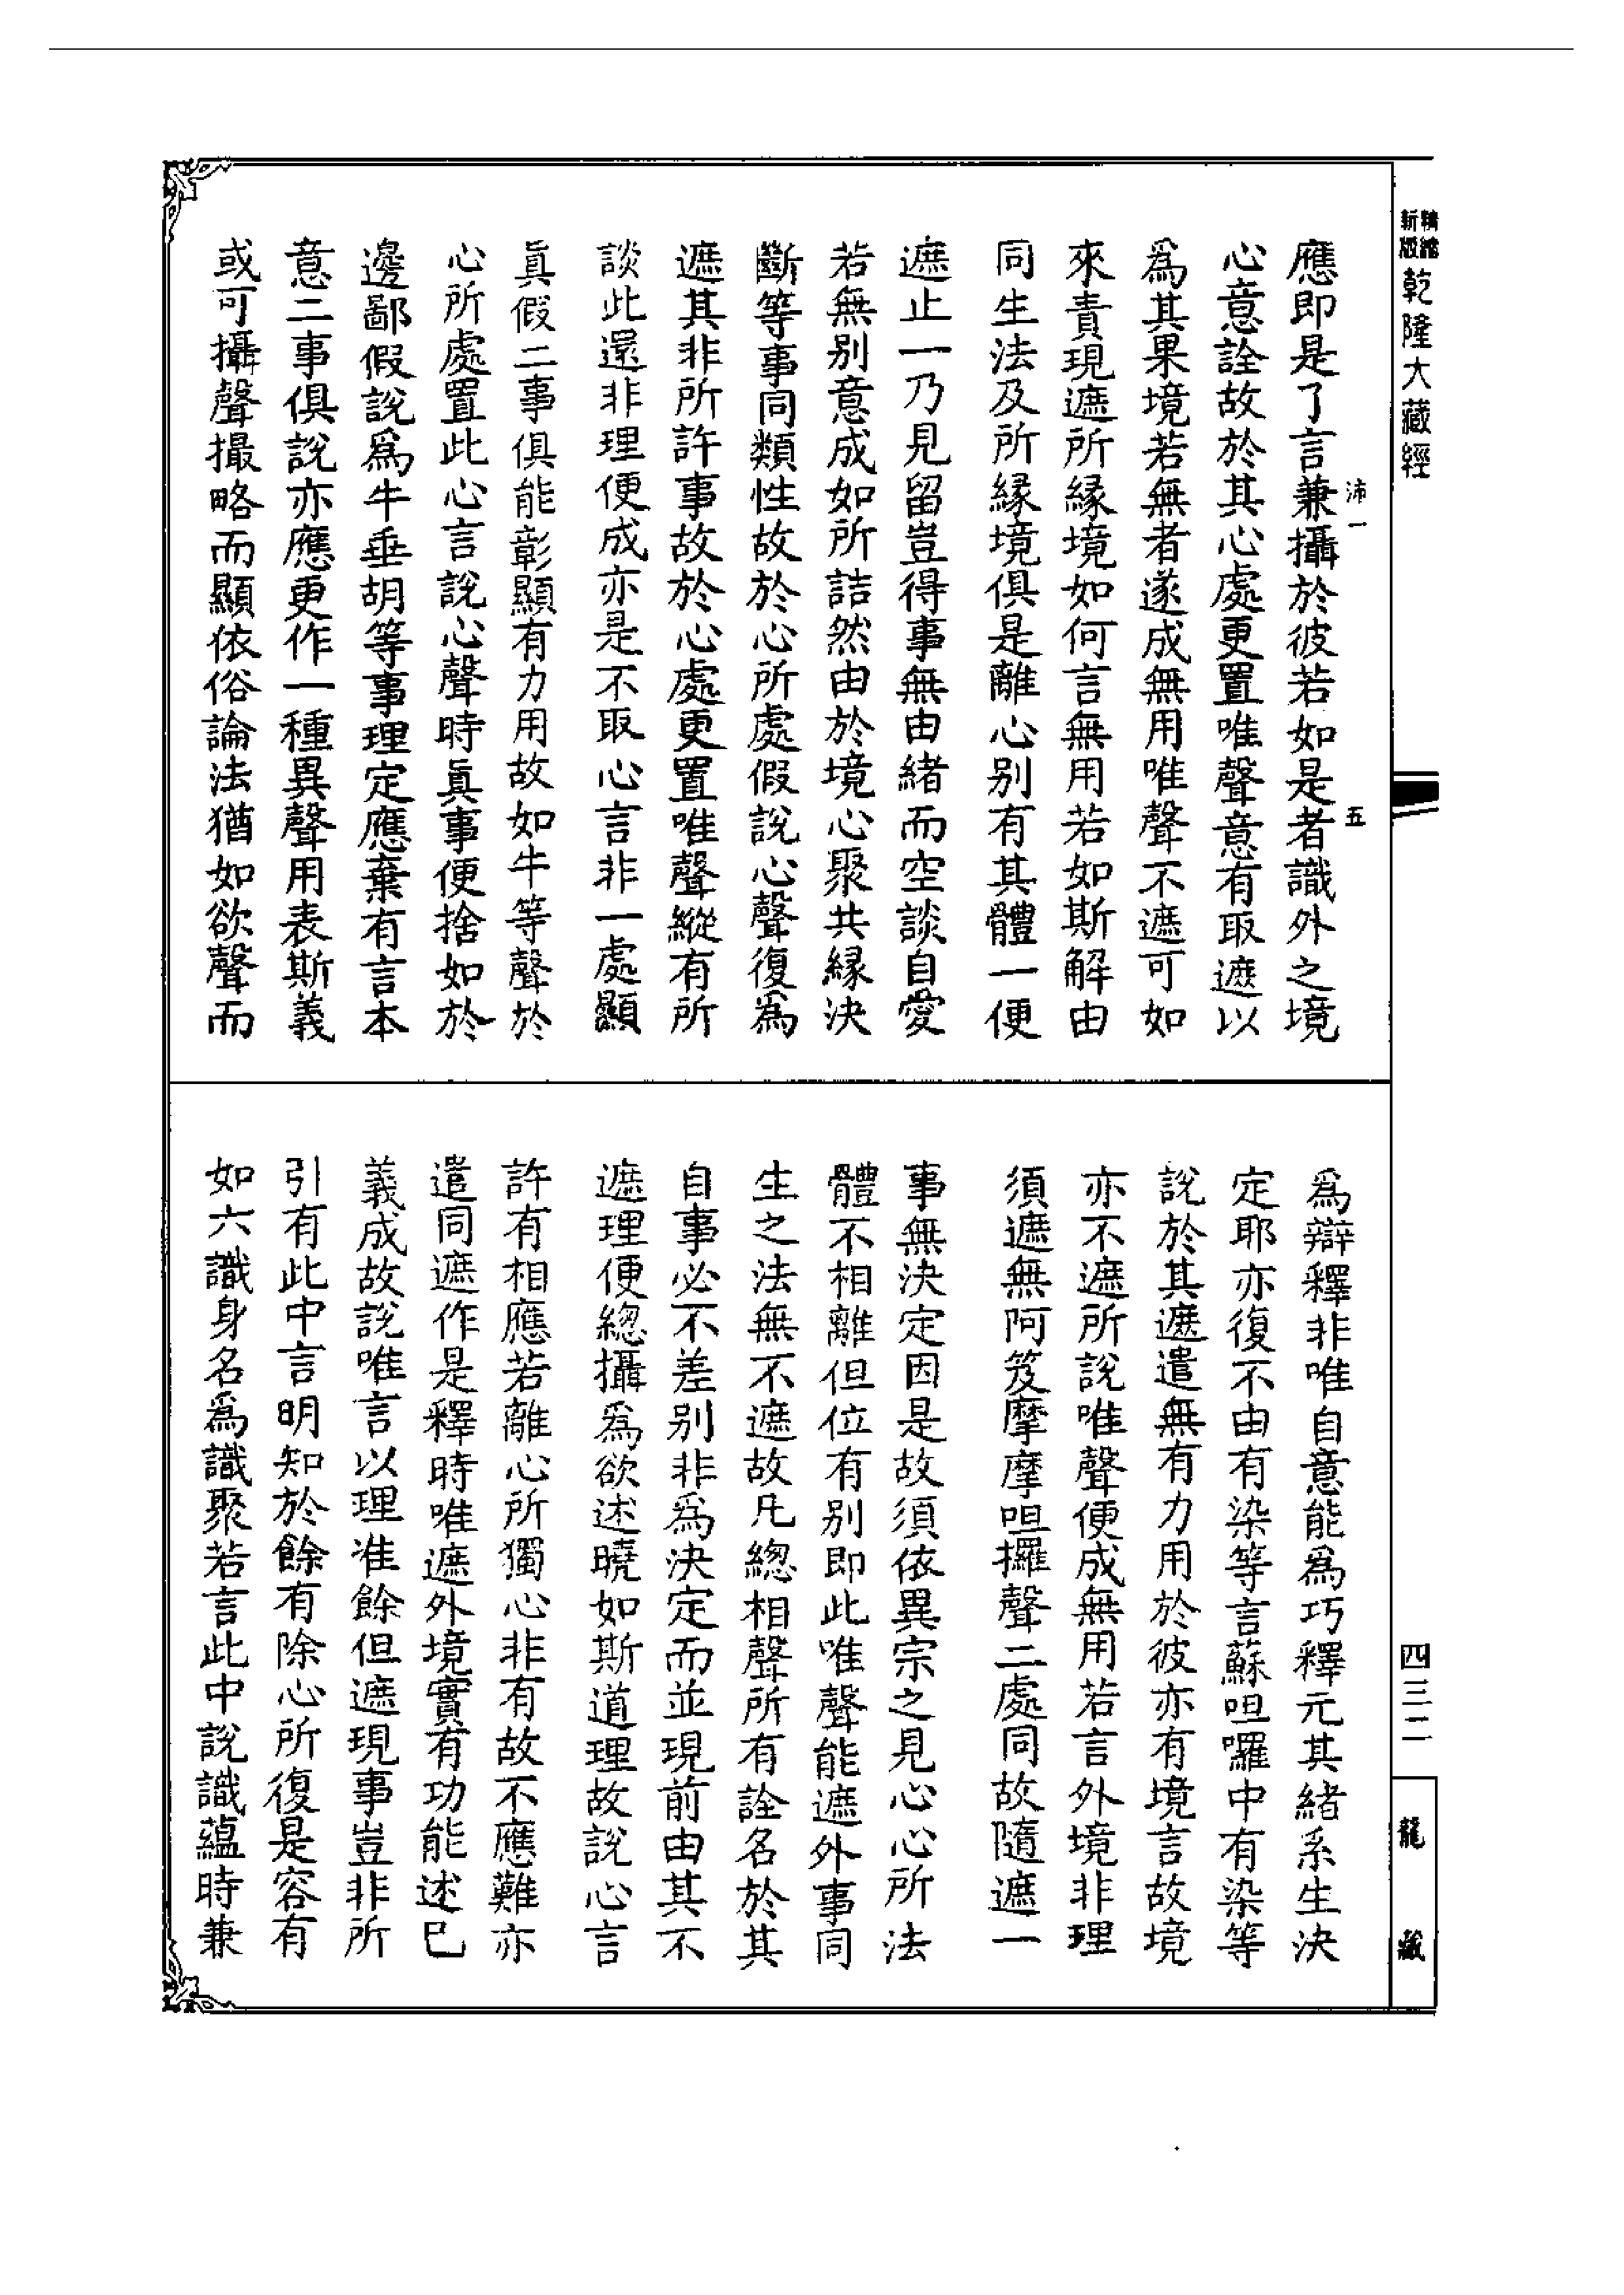 新版
精縮
乾隆大藏經
沛一
五
應即是了言兼攝於彼若如是者識外之境
心意詮故於其心處更置唯聲意有取遮以
爲其果境若無者遂成無用唯聲不遮可如
來責現遮所緣境如何言無用若如斯解由
同生法及所緣境俱是離心别有其體一便
遮止一乃見留豈得事無由緒而空談自愛
若無别意成如所詰然由於境心聚共緣決
斷等事同類性故於心所處假說心聲復爲
遮其非所許事故於心處更置唯聲縱有所
談此還非理便成亦是不取心言非一處顯
眞假二事俱能彰顯有力用故如牛等聲於
心所處置此心言說心聲時眞事便捨如於
邊鄙假說爲牛垂胡等事理定應棄有言本
意二事俱說亦應更作一種異聲用表斯義
或可攝聲撮略而顯依俗論法猶如欲聲而
爲辯釋非唯自意能爲巧釋元其緒系生決
定耶亦復不由有染等言蘇呾囉中有染等
說於其遮遣無有力用於彼亦有境言故境
亦不遮所說唯聲便成無用若言外境非理
須遮無阿笈摩摩呾攞聲二處同故隨遮一
事無決定因是故須依異宗之見心心所法
體不相離但位有别即此唯聲能遮外事同
生之法無不遮故凡總相聲所有詮名於其
自事必不差别非爲決定而並現前由其不
遮理便總攝爲欲述曉如斯道理故說心言
許有相應若離心所獨心非有故不應難亦
遣同遮作是釋時唯遮外境實有功能述已
義成故說唯言以理准餘但遮現事豈非所
引有此中言明知於餘有除心所復是容有
如六識身名爲識聚若言此中說識蘊時兼
四三二
龍
藏